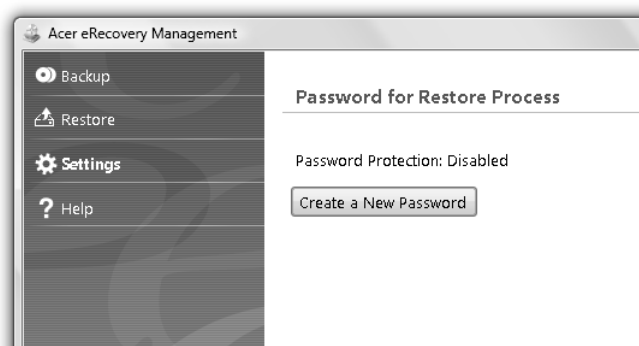 Acer eRecovery Management
Backup
Restore
Settings
Help
Password for Restore Process
Password Protection: Disabled
Create a New Password